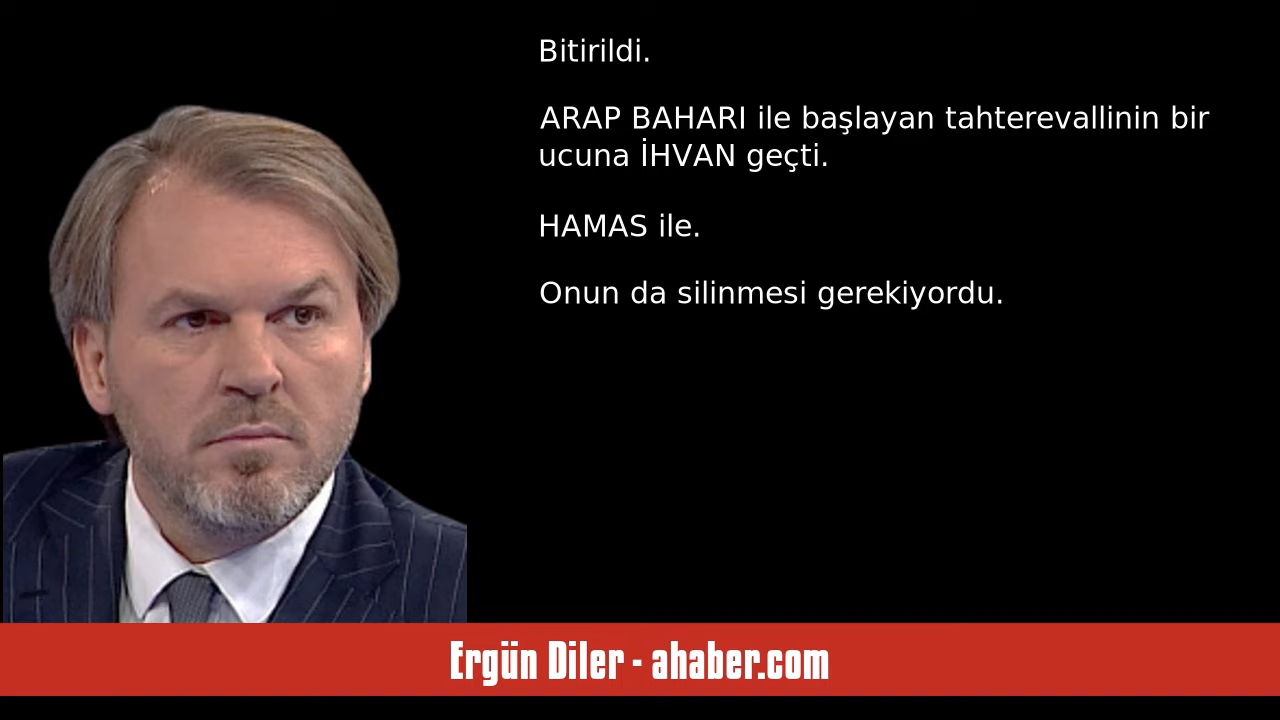 Bitirildi.
ARAP BAHARI ile başlayan tahterevallinin bir
ucuna İHVAN geçti.
HAMAS ile.
Onun da silinmesi gerekiyordu.
Ergün Diler - ahaber.com